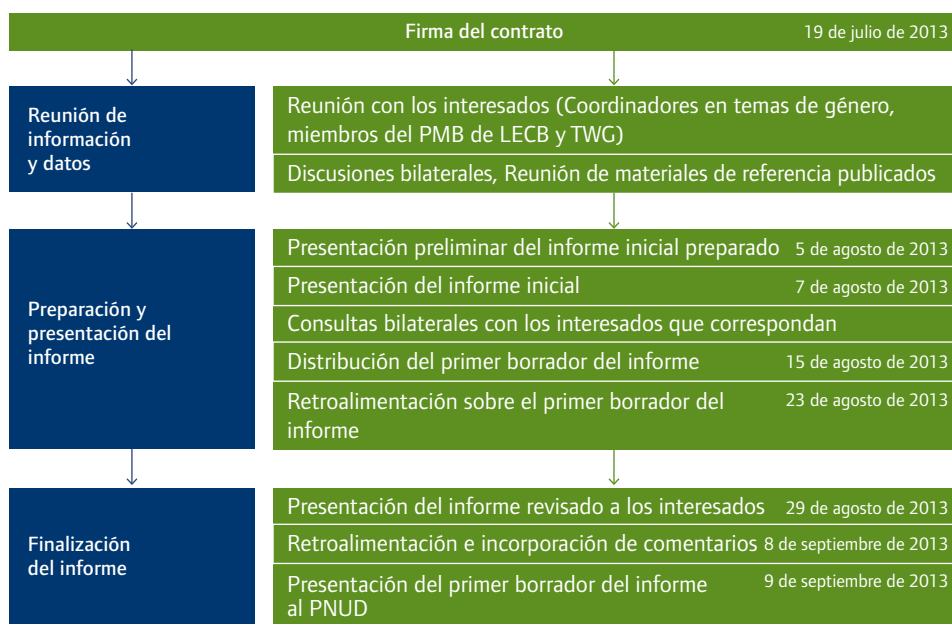 Firma del contrato 19 de julio de 2013
Reunión de
información
y datos
Reunión con los interesados (Coordinadores en temas de género,
miembros del PMB de LECB y TWG)
Discusiones bilaterales, Reunión de materiales de referencia publicados
Preparación y
presentación del
informe
Presentación preliminar del informe inicial preparado 5 de agosto de 2013
Presentación del informe inicial 7 de agosto de 2013
Consultas bilaterales con los interesados que correspondan
Distribución del primer borrador del informe 15 de agosto de 2013
Retroalimentación sobre el primer borrador del 23 de agosto de 2013
informe
Finalización
del informe
Presentación del informe revisado a los interesados 29 de agosto de 2013
Retroalimentación e incorporación de comentarios 8 de septiembre de 2013
Presentación del primer borrador del informe 9 de septiembre de 2013
al PNUD